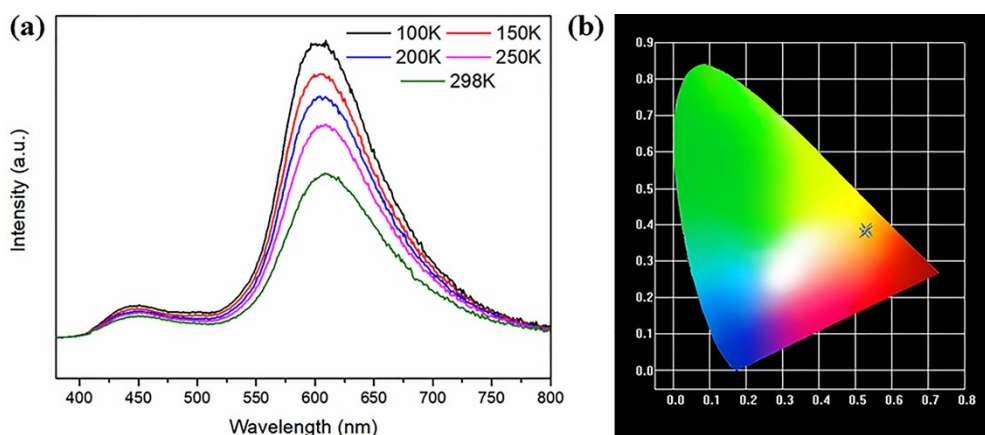 (a)
100K 150K
200K 250K
298K
Intensity (a.u.)
400 450 500 550 600 650 700 750 800
Wavelength (nm)
(b)
0.9
0.8
0.7
0.6
0.5
0.4
0.3
0.2
0.1
0.0
0.0 0.1 0.2 0.3 0.4 0.5 0.6 0.7 0.8